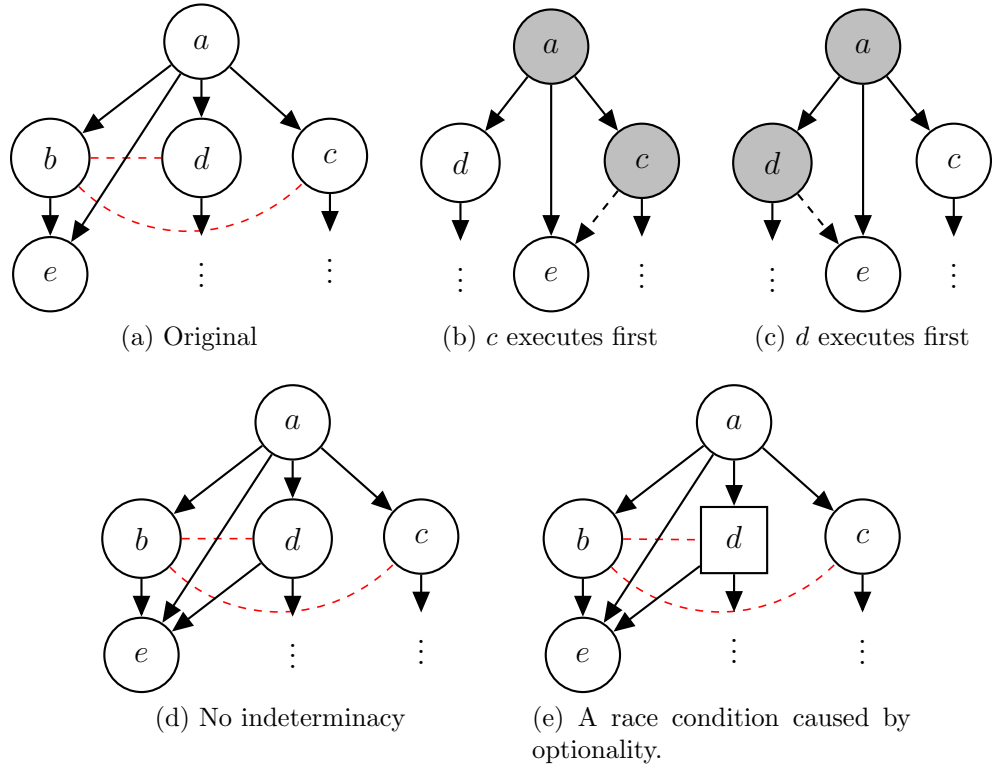 a
b
d
c
e
⋮
⋮
(a) Original
a
d
c
e
⋮
⋮
(b) c executes first
a
d
c
e
⋮
⋮
(c) d executes first
a
b
d
c
e
⋮
⋮
(d) No indeterminacy
a
b
d
c
e
⋮
⋮
(e) A race condition caused by
optionality.